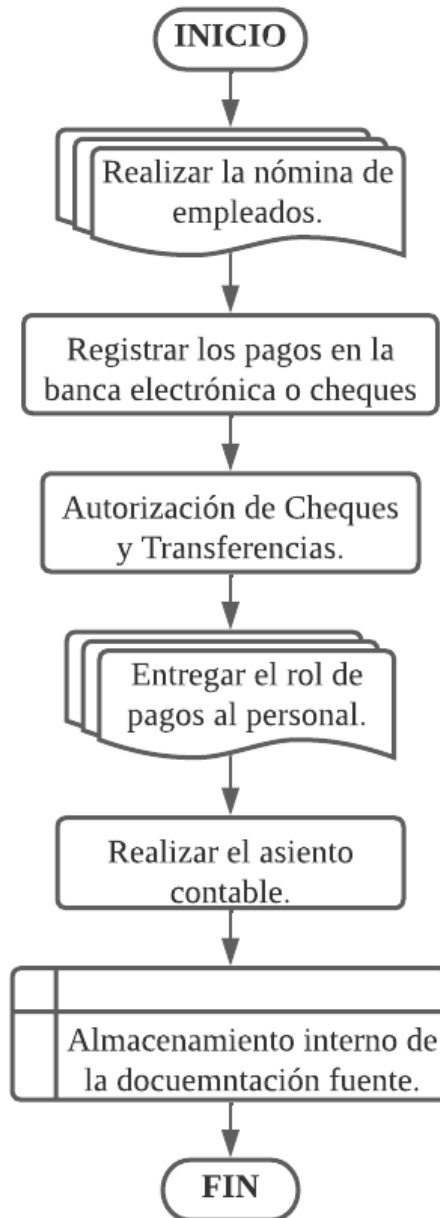 INICIO
Realizar la nómina de
empleados.
Registrar los pagos en la
banca electrónica o cheques
Autorización de Cheques
y Transferencias.
Entregar el rol de
pagos al personal.
Realizar el asiento
contable.
Almacenamiento interno de
la docuemntación fuente.
FIN